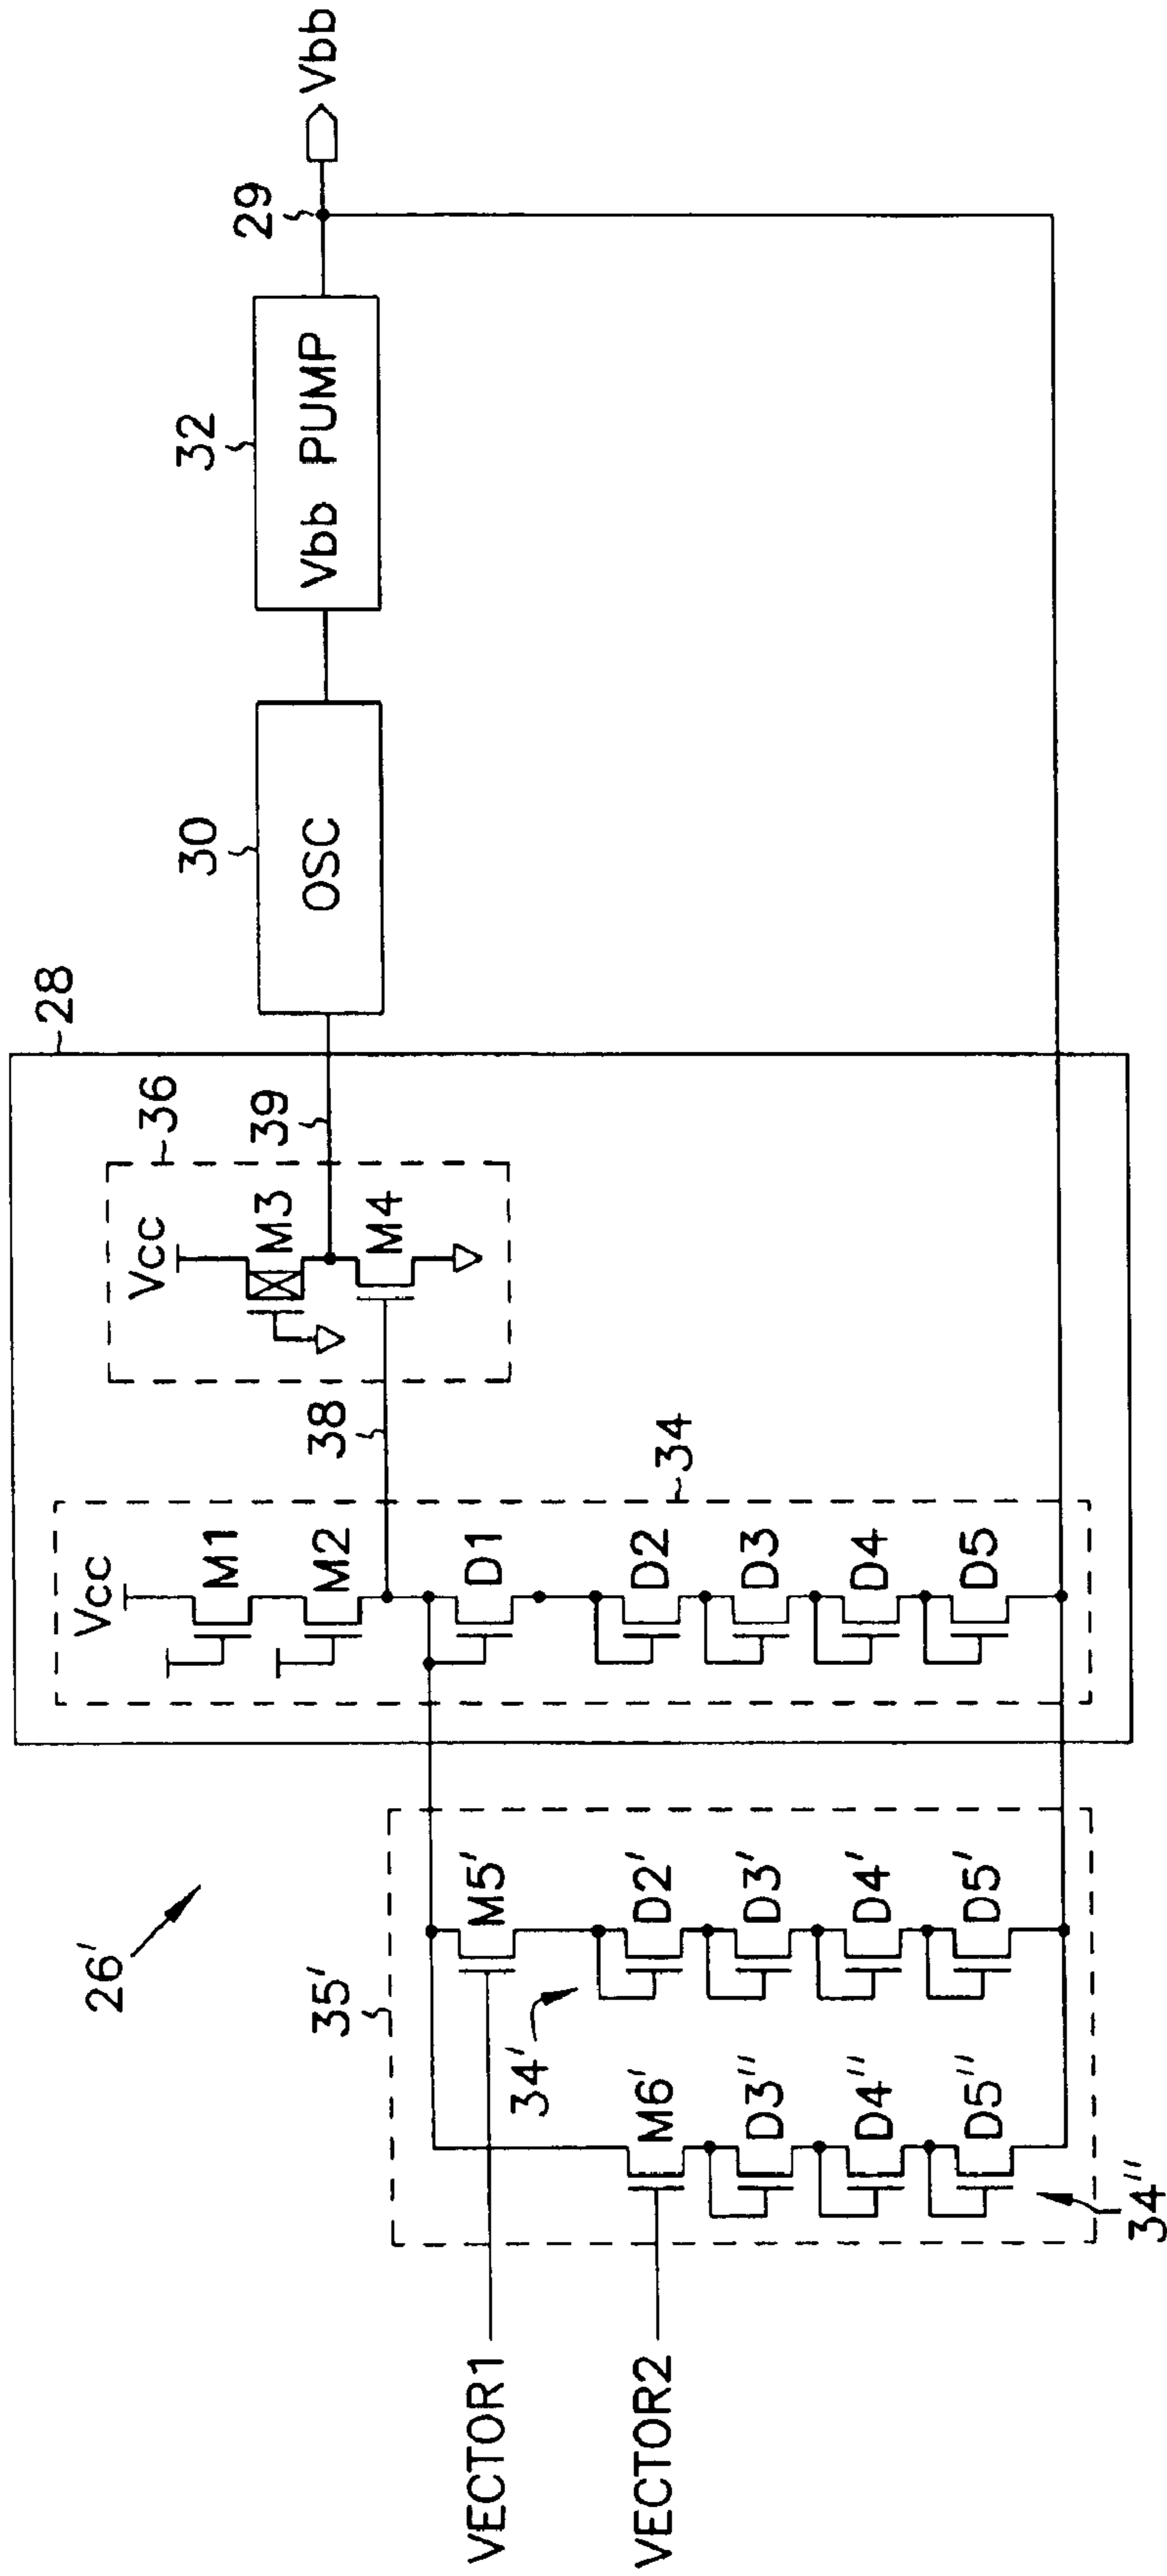 26'
28
Vcc
M1
M2
38
D1
D2
D3
D4
D5
34
36
Vcc
M3
M4
39
30
OSC
32
Vbb PUMP
29
Vbb
35'
M5'
34'
D2'
D3'
D4'
D5'
M6'
D3''
D4''
D5''
34''
VECTOR1
VECTOR2